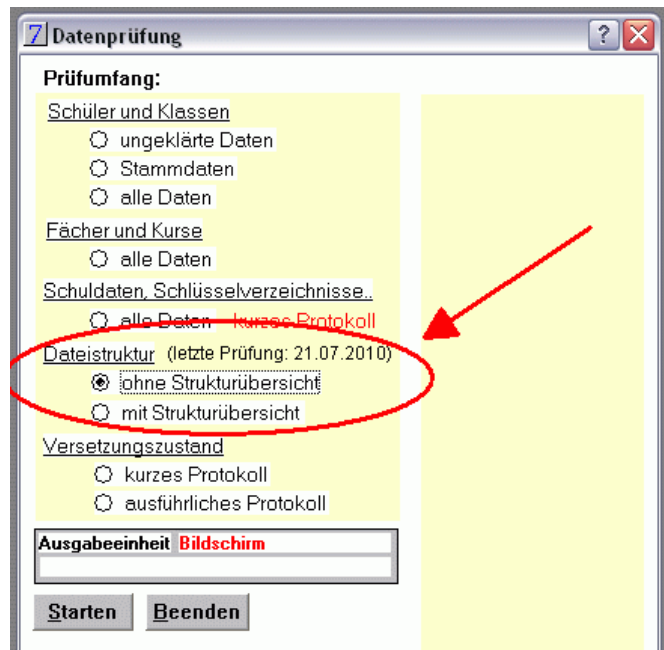 7 Datenprüfung ?
Prüfumfang:
Schüler und Klassen
ungeklärte Daten
Stammdaten
alle Daten
Fächer und Kurse
alle Daten
Schuldaten, Schlüsselverzeichnisse..
alle Daten kurzes Protokoll
Dateistruktur (letzte Prüfung: 21.07.2010)
ohne Strukturübersicht
mit Strukturübersicht
Versetzungszustand
kurzes Protokoll
ausführliches Protokoll
Ausgabeeinheit Bildschirm
Starten Beenden